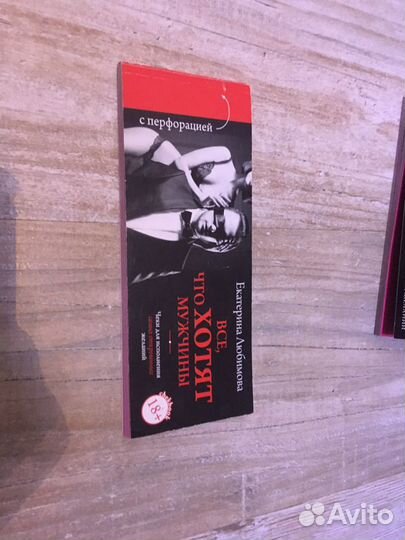 с перфорацией
Екатерина Любимова
ВСЕ,
ЧТО ХОТЯТ
МУЖЧИНЫ
Чеки для исполнения
желаний
18+
Avito